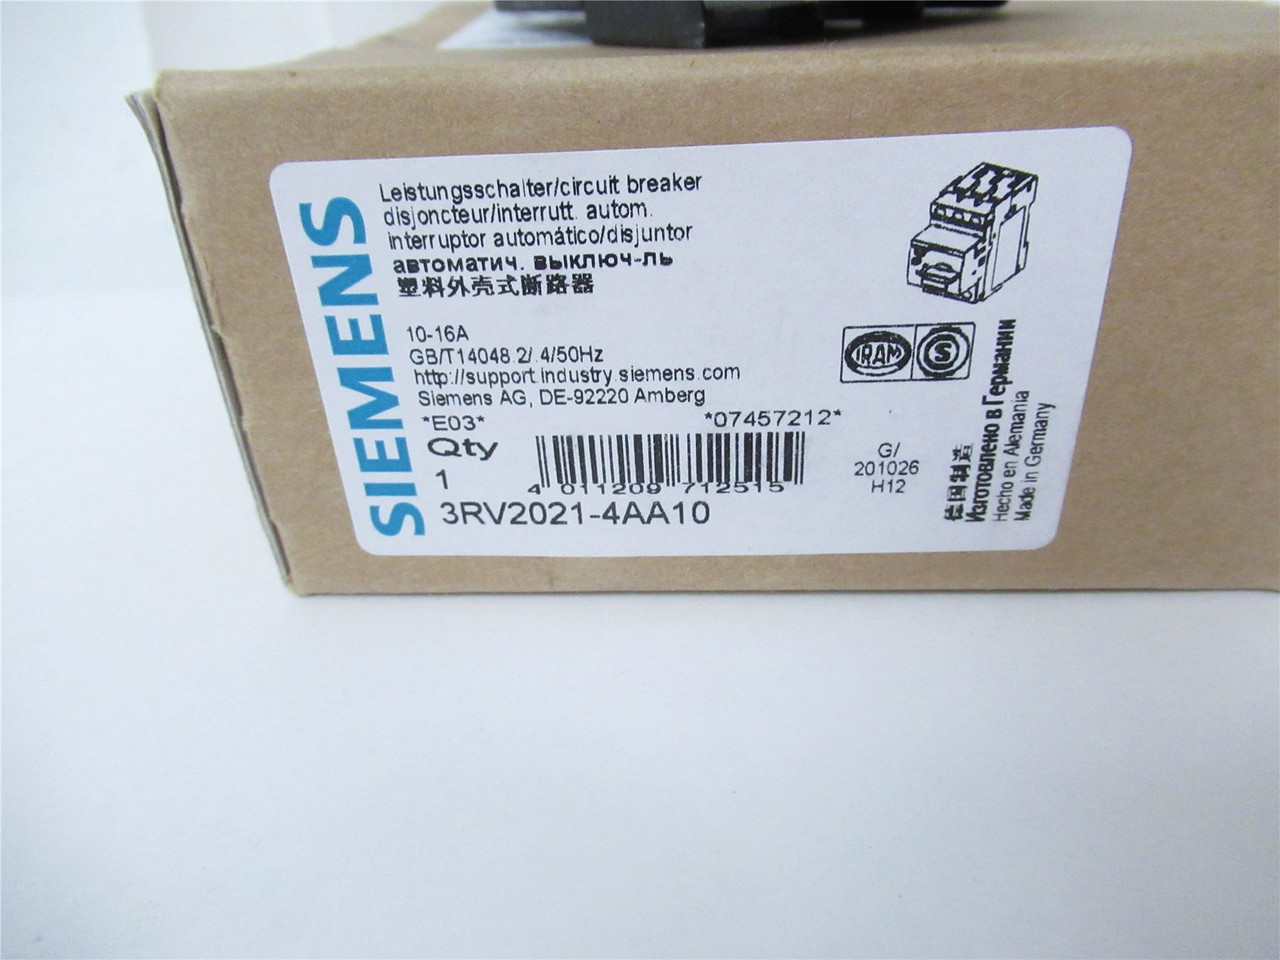 SIEMENS
Leistungsschalter/circuit breaker
disjoncteur/interrutt. autom.
interruptor automático/disjuntor
автоматич. выключ-ль
塑料外壳式断路器
10-16A
GB/T14048.2/.4/50Hz
http://support.industry.siemens.com
Siemens AG, DE-92220 Amberg
*E03*
*07457212*
Qty
1
4 011209 712515
3RV2021-4AA10
IRAM
S
G/
201026
H12
德国制造
Изготовлено в Германии
Hecho en Alemania
Made in Germany